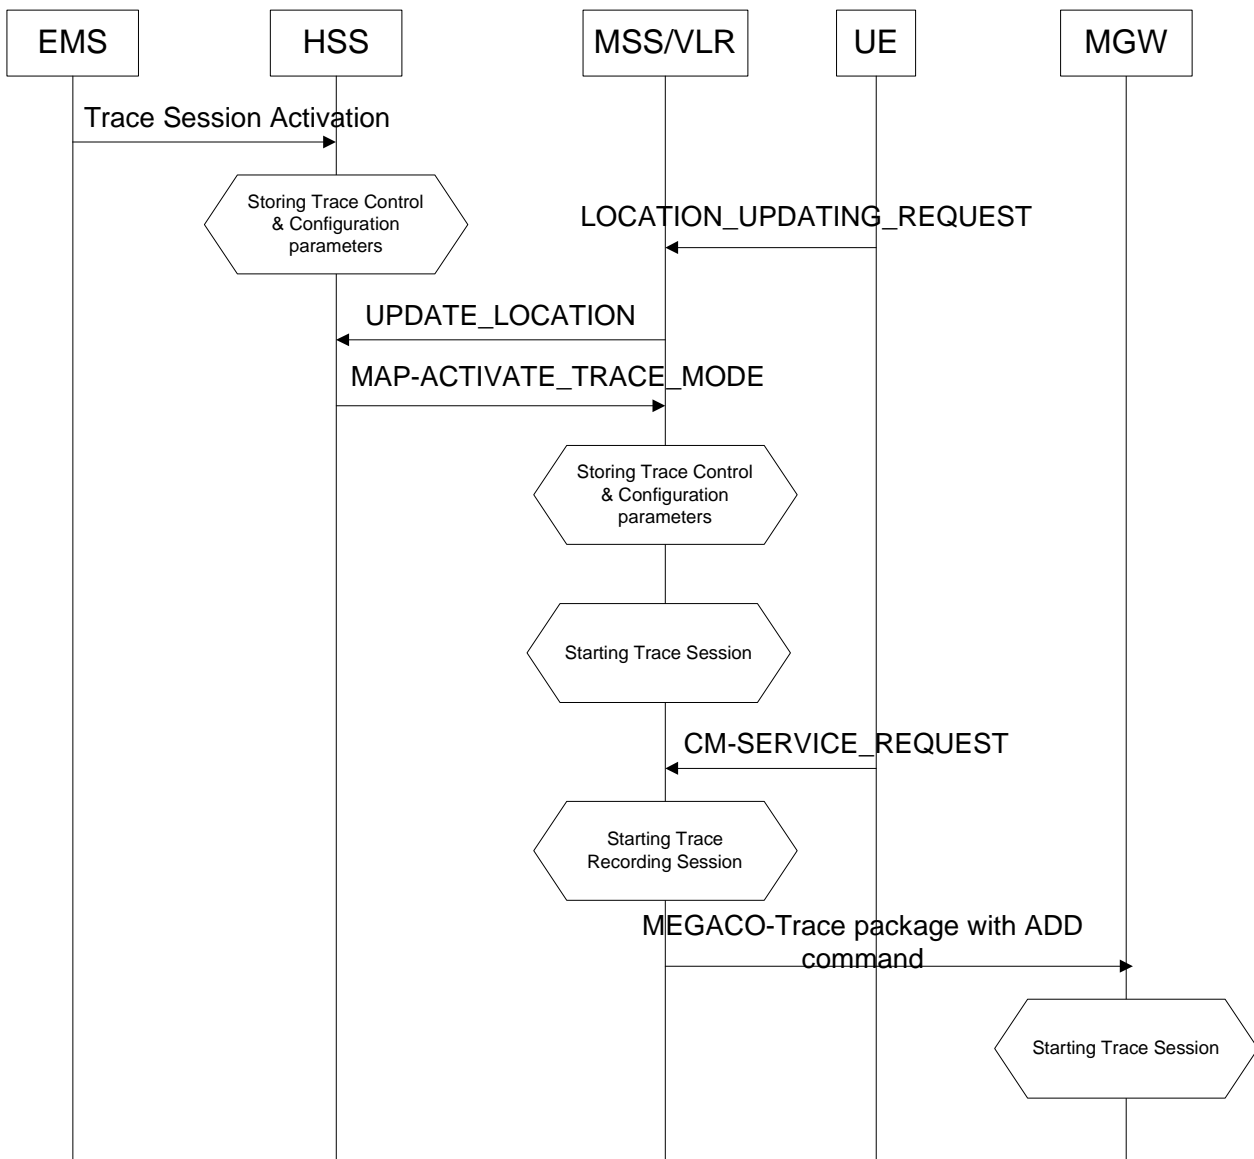 EMS
HSS
MSS/VLR
UE
MGW
Trace Session Activation
Storing Trace Control
& Configuration
parameters
LOCATION_UPDATING_REQUEST
UPDATE_LOCATION
MAP-ACTIVATE_TRACE_MODE
Storing Trace Control
& Configuration
parameters
Starting Trace Session
CM-SERVICE_REQUEST
Starting Trace
Recording Session
MEGACO-Trace package with ADD
command
Starting Trace Session